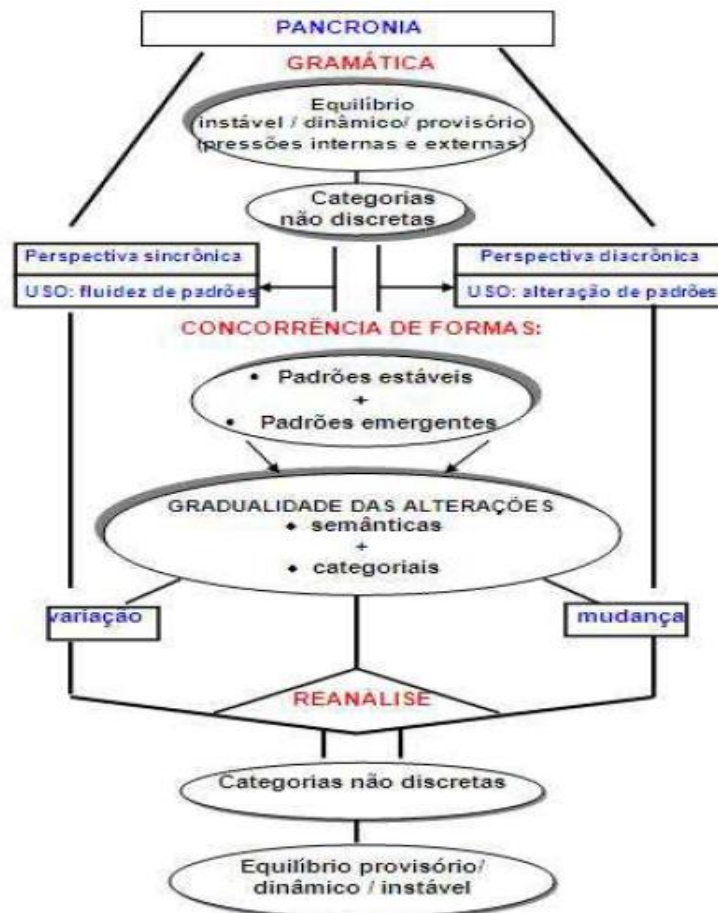 PANCRONIA
GRAMÁTICA
Equilíbrio
instável / dinâmico/ provisório
(pressões internas e externas)
Categorias
não discretas
Perspectiva sincrônica
USO: fluidez de padrões
Perspectiva diacrônica
USO: alteração de padrões
CONCORRÊNCIA DE FORMAS:
• Padrões estáveis
+
• Padrões emergentes
GRADUALIDADE DAS ALTERAÇÕES
◆ semânticas
+
◆ categoriais
variação
mudança
REANÀLISE
Categorias não discretas
Equilíbrio provisório/
dinâmico / instável